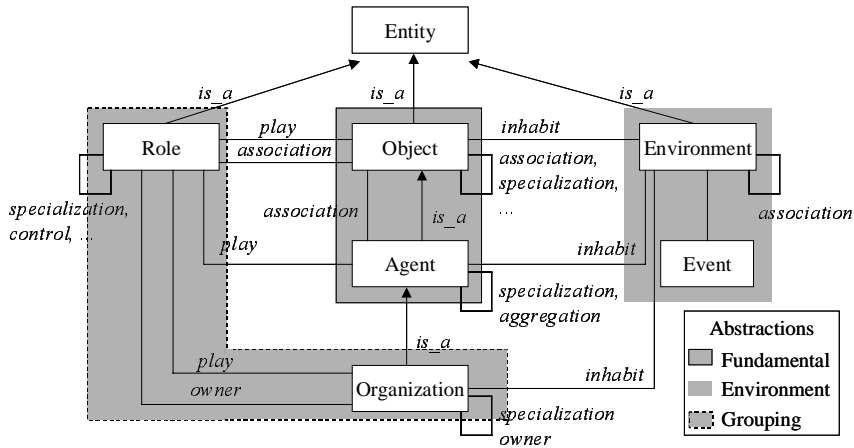 Entity
is_a
is_a
is_a
Role
play
association
Object
inhabit
Environment
specialization,
control, ...
association,
specialization,
...
association
association
is_a
play
Agent
inhabit
Event
specialization,
aggregation
is_a
play
owner
Organization
inhabit
specialization
owner
Abstractions
Fundamental
Environment
Grouping